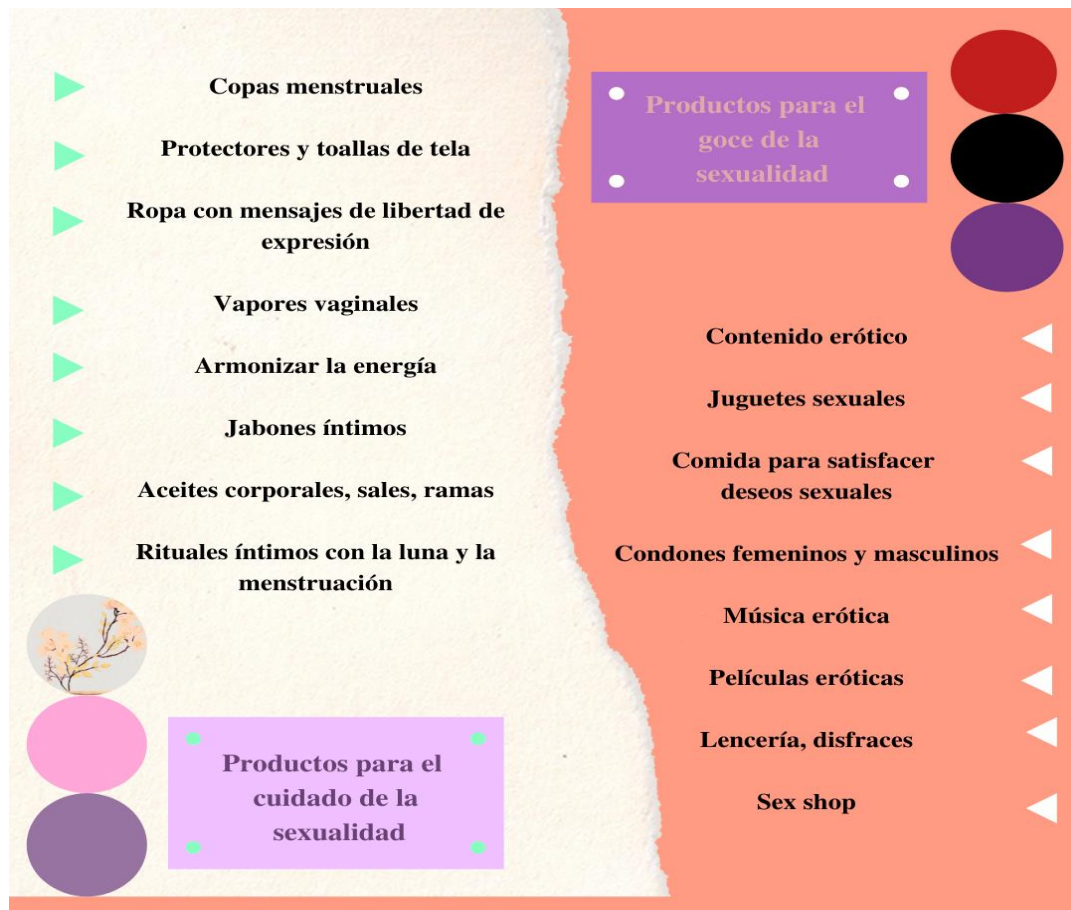 Copas menstruales
Protectores y toallas de tela
Ropa con mensajes de libertad de
expresión
Vapores vaginales
Armonizar la energía
Jabones íntimos
Aceites corporales, sales, ramas
Rituales íntimos con la luna y la
menstruación
Productos para el
cuidado de la
sexualidad
Productos para el
goce de la
sexualidad
Contenido erótico
Juguetes sexuales
Comida para satisfacer
deseos sexuales
Condones femeninos y masculinos
Música erótica
Películas eróticas
Lencería, disfraces
Sex shop